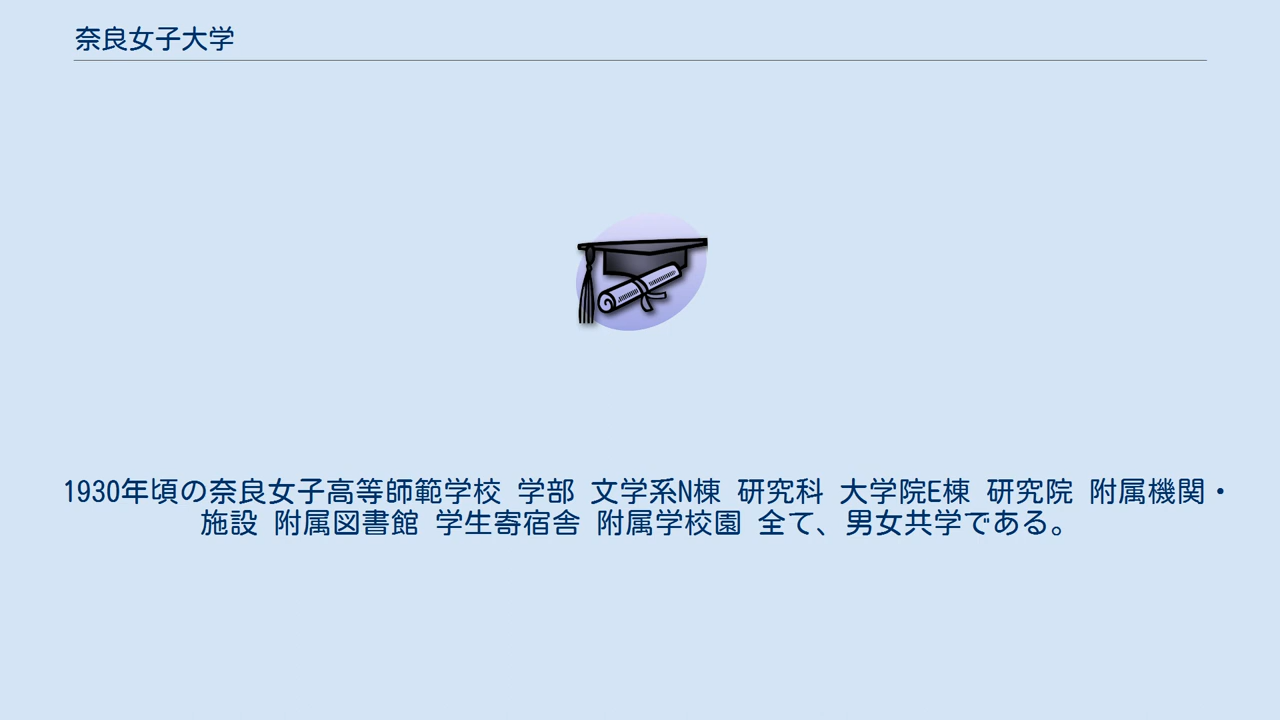 奈良女子大学
1930年頃の奈良女子高等師範学校 学部 文学系N棟 研究科 大学院E棟 研究院 附属機関・
施設 附属図書館 学生寄宿舎 附属学校園 全て、男女共学である。